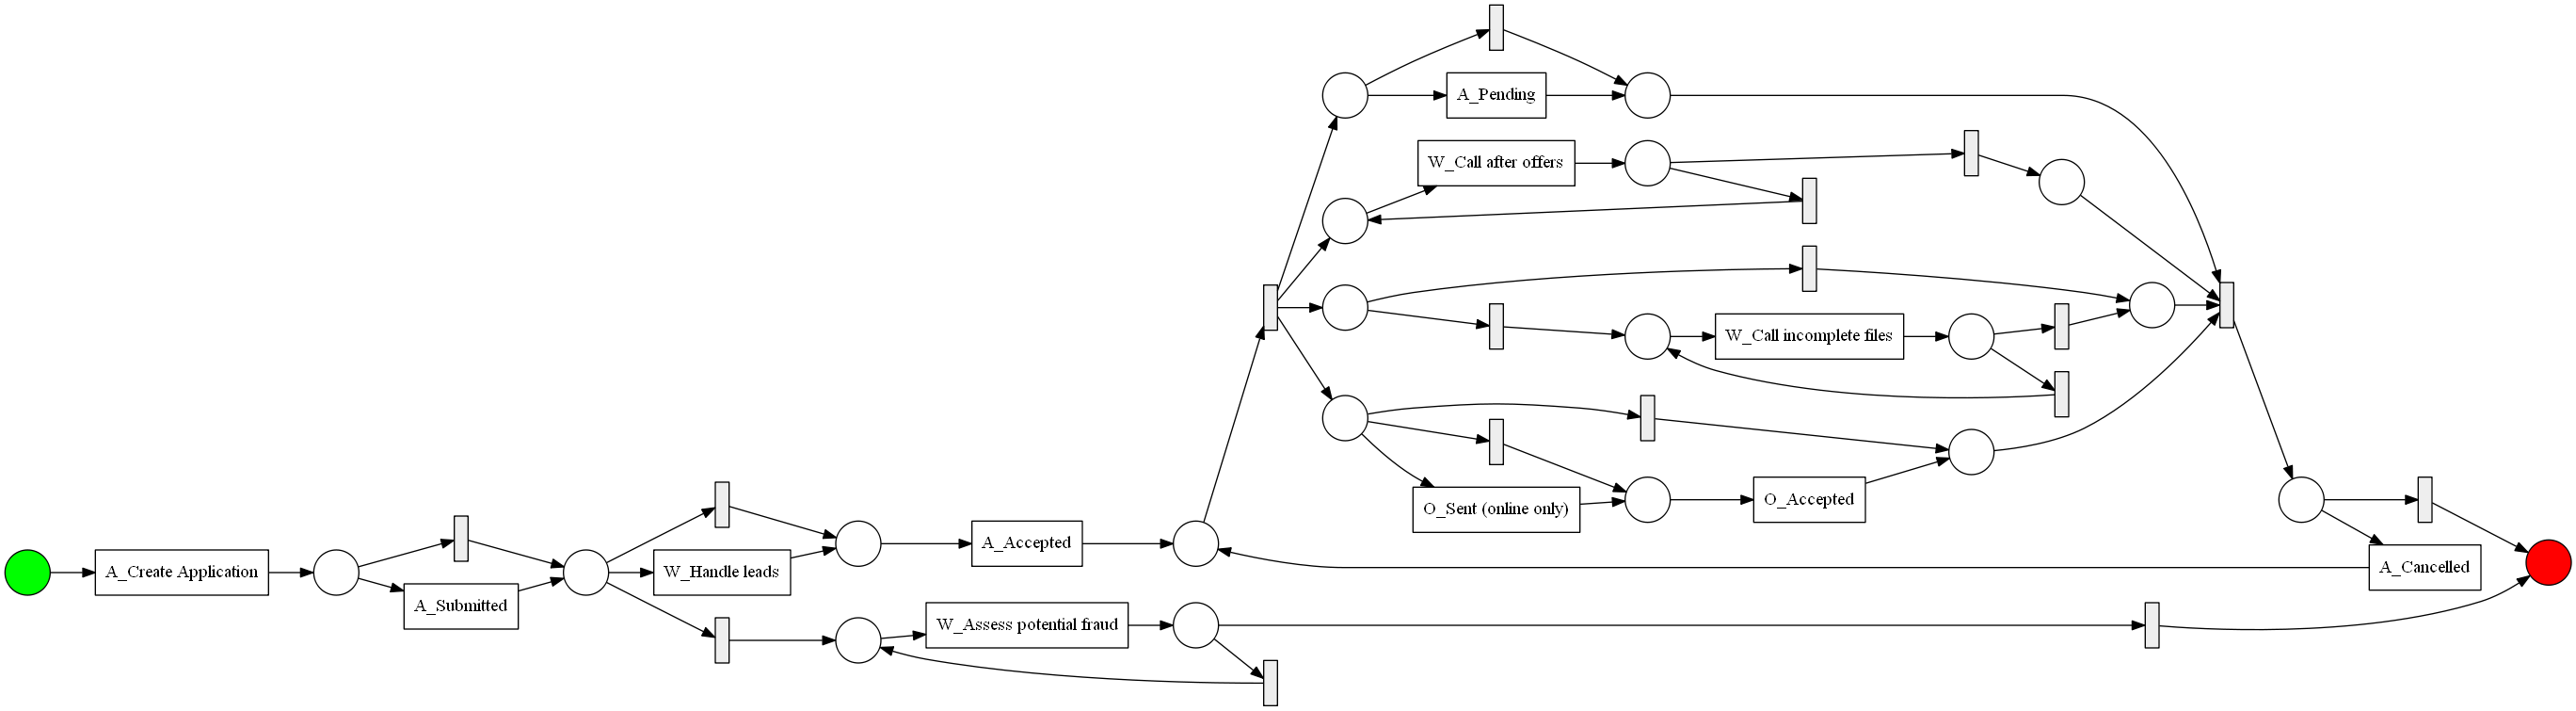 A_Pending
W_Call after offers
W_Call incomplete files
O_Sent (online only)
O_Accepted
A_Create Application
A_Submitted
W_Handle leads
A_Accepted
A_Cancelled
W_Assess potential fraud